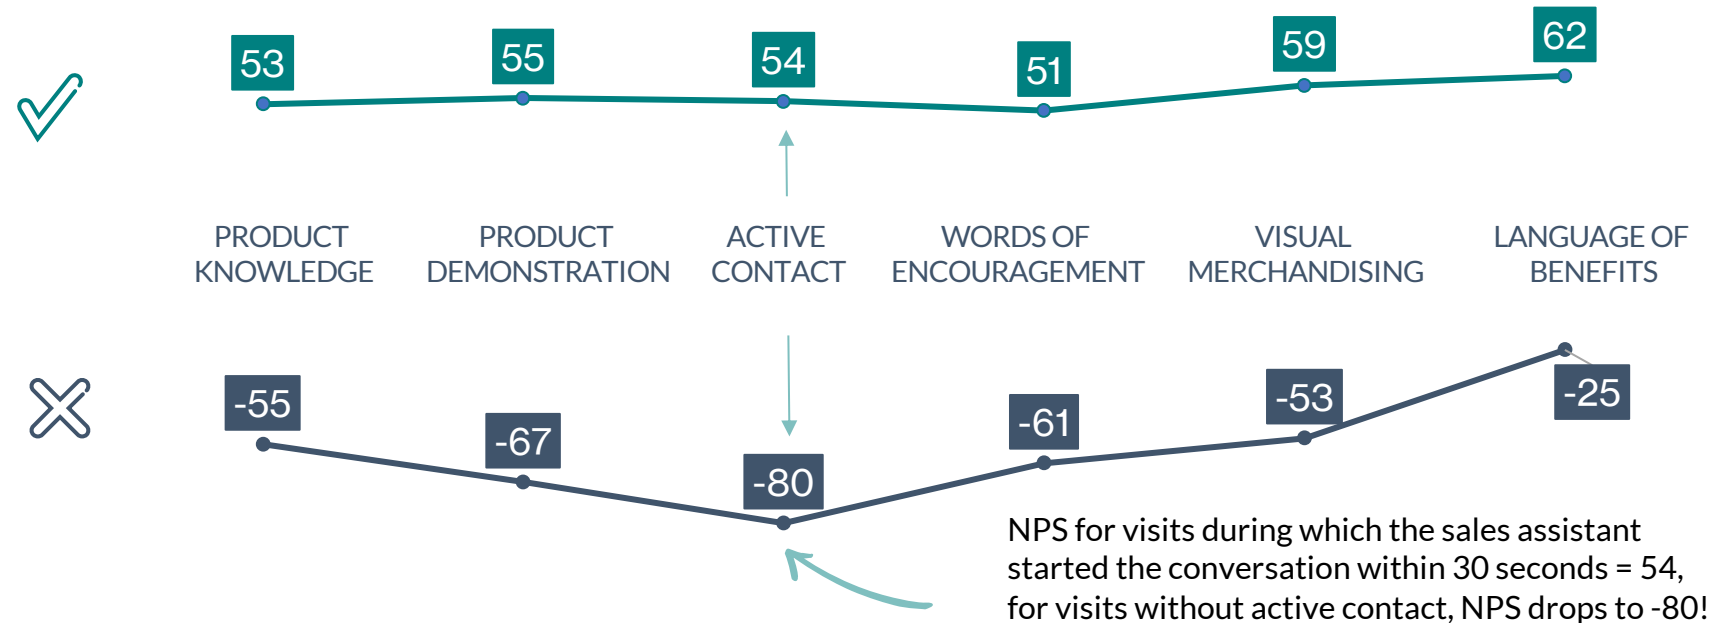 53
55
54
51
59
62
PRODUCT
KNOWLEDGE
PRODUCT
DEMONSTRATION
ACTIVE
CONTACT
WORDS OF
ENCOURAGEMENT
VISUAL
MERCHANDISING
LANGUAGE OF
BENEFITS
-55
-67
-80
-61
-53
-25
NPS for visits during which the sales assistant
started the conversation within 30 seconds = 54,
for visits without active contact, NPS drops to -80!